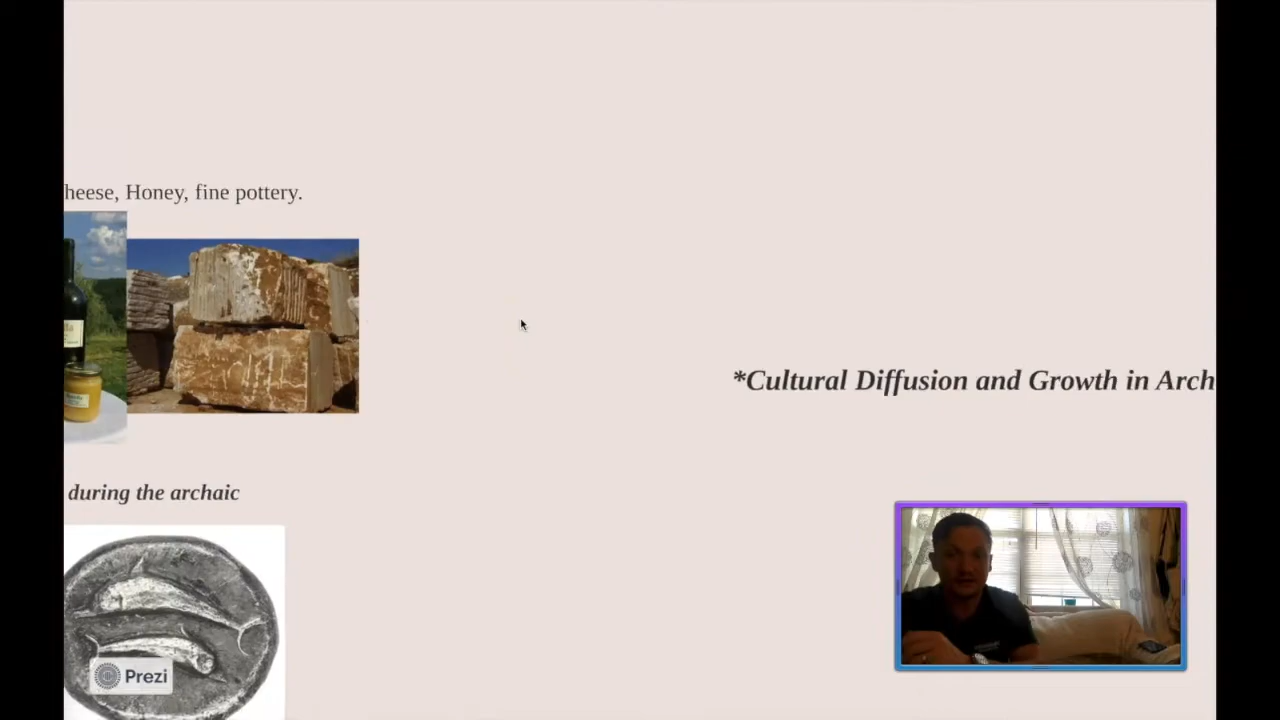 heese, Honey, fine pottery.
*Cultural Diffusion and Growth in Arch
during the archaic
Prezi